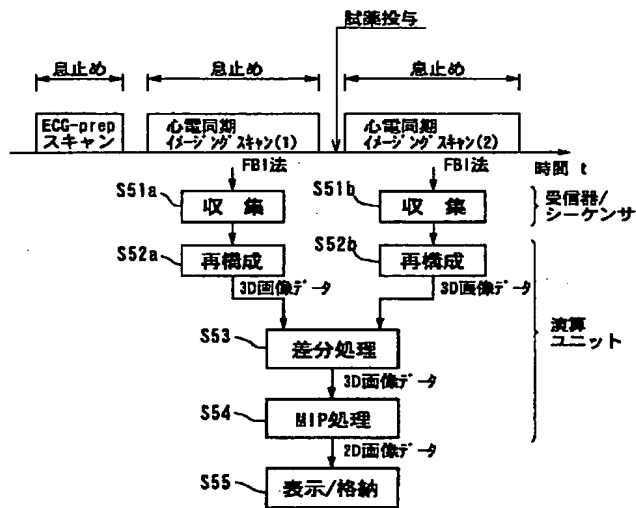 試薬投与
息止め
息止め
息止め
ECG-prep
スキャン
心電同期
イメージングスキャン(1)
心電同期
イメージングスキャン(2)
FBI法
FBI法
時間 t
S51a
収集
S51b
収集
受信器/
シーケンサ
S52a
再構成
S52b
再構成
3D画像データ
3D画像データ
演算
ユニット
S53
差分処理
3D画像データ
S54
MIP処理
2D画像データ
S55
表示/格納